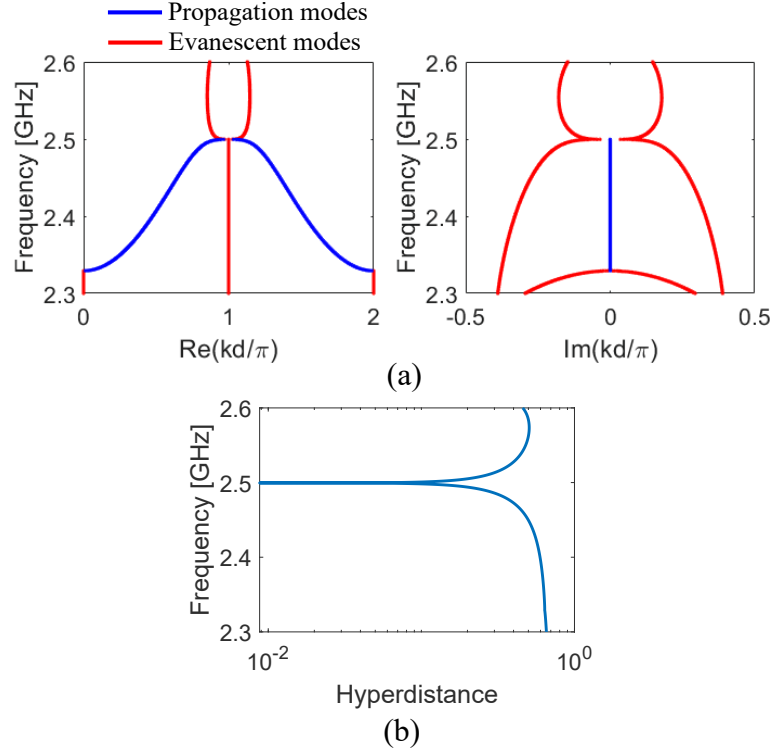 Propagation modes
Evanescent modes
Frequency [GHz]
2.6
2.5
2.4
2.3
0
1
2
Re(kd/π)
Frequency [GHz]
2.6
2.5
2.4
2.3
-0.5
0
0.5
Im(kd/π)
(a)
Frequency [GHz]
2.6
2.5
2.4
2.3
10⁻²
10⁰
Hyperdistance
(b)